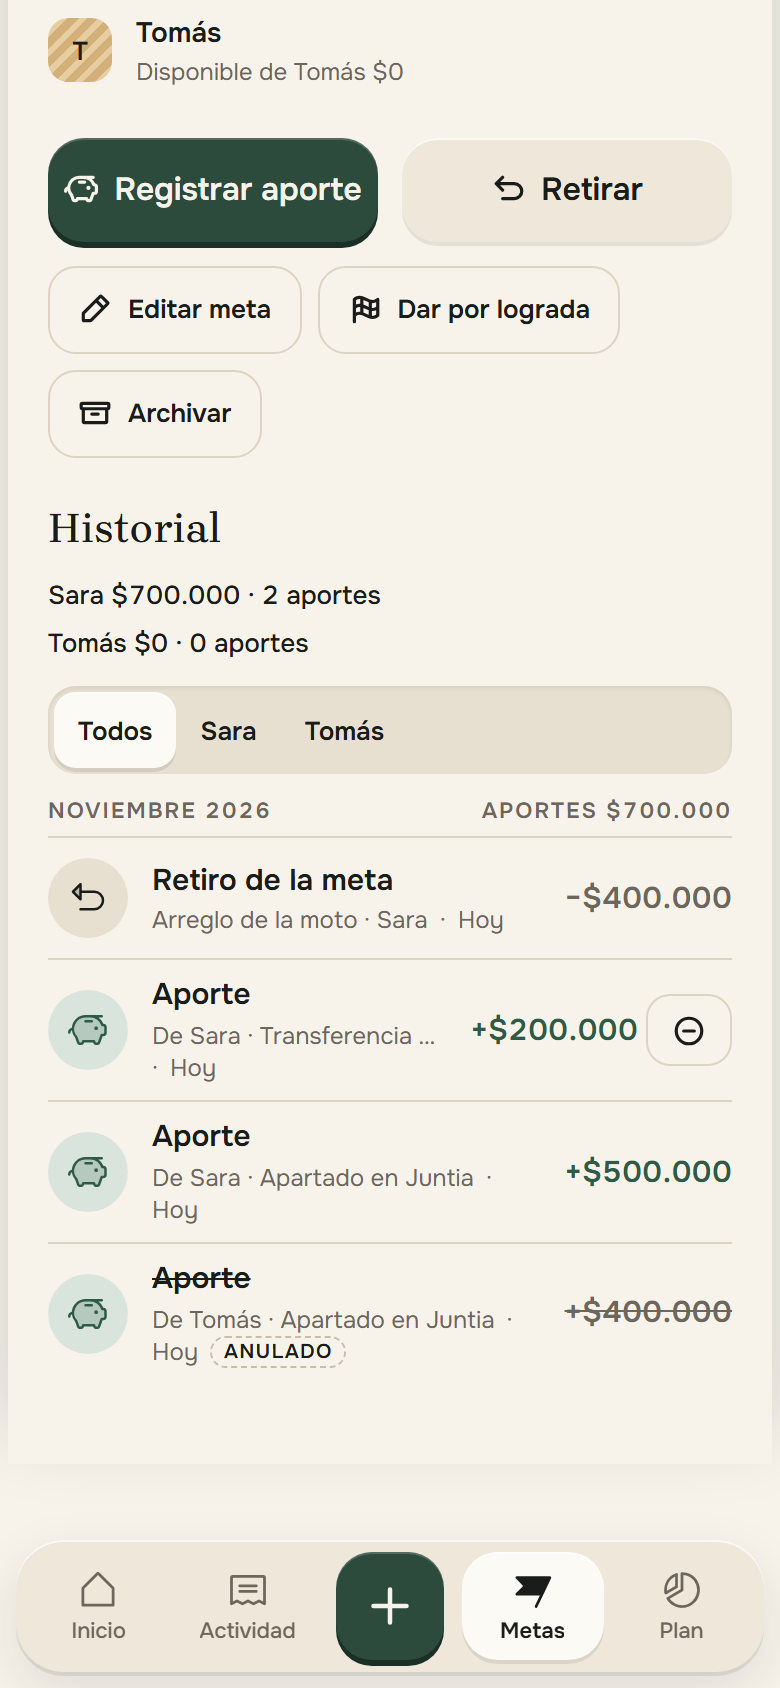 T
Tomás
Disponible de Tomás $0
Registrar aporte
Retirar
Editar meta
Dar por lograda
Archivar
Historial
Sara $700.000 · 2 aportes
Tomás $0 · 0 aportes
Todos
Sara
Tomás
NOVIEMBRE 2026
APORTES $700.000
Retiro de la meta
Arreglo de la moto · Sara · Hoy
−$400.000
Aporte
De Sara · Transferencia ...
· Hoy
+$200.000
Aporte
De Sara · Apartado en Juntia ·
Hoy
+$500.000
Aporte
De Tomás · Apartado en Juntia ·
Hoy ANULADO
+$400.000
Inicio
Actividad
Metas
Plan